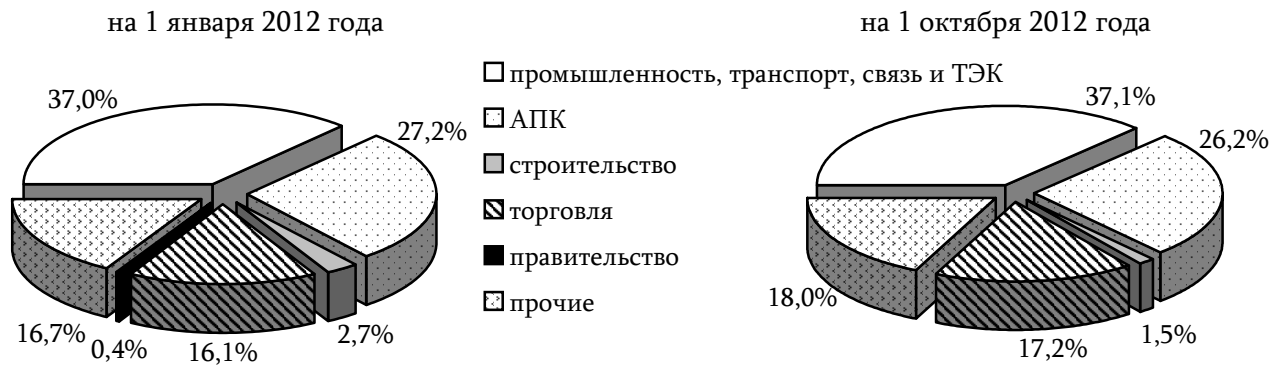 на 1 января 2012 года
37,0%
27,2%
16,7%
0,4%
16,1%
2,7%
промышленность, транспорт, связь и ТЭК
АПК
строительство
торговля
правительство
прочие
на 1 октября 2012 года
37,1%
26,2%
18,0%
17,2%
1,5%